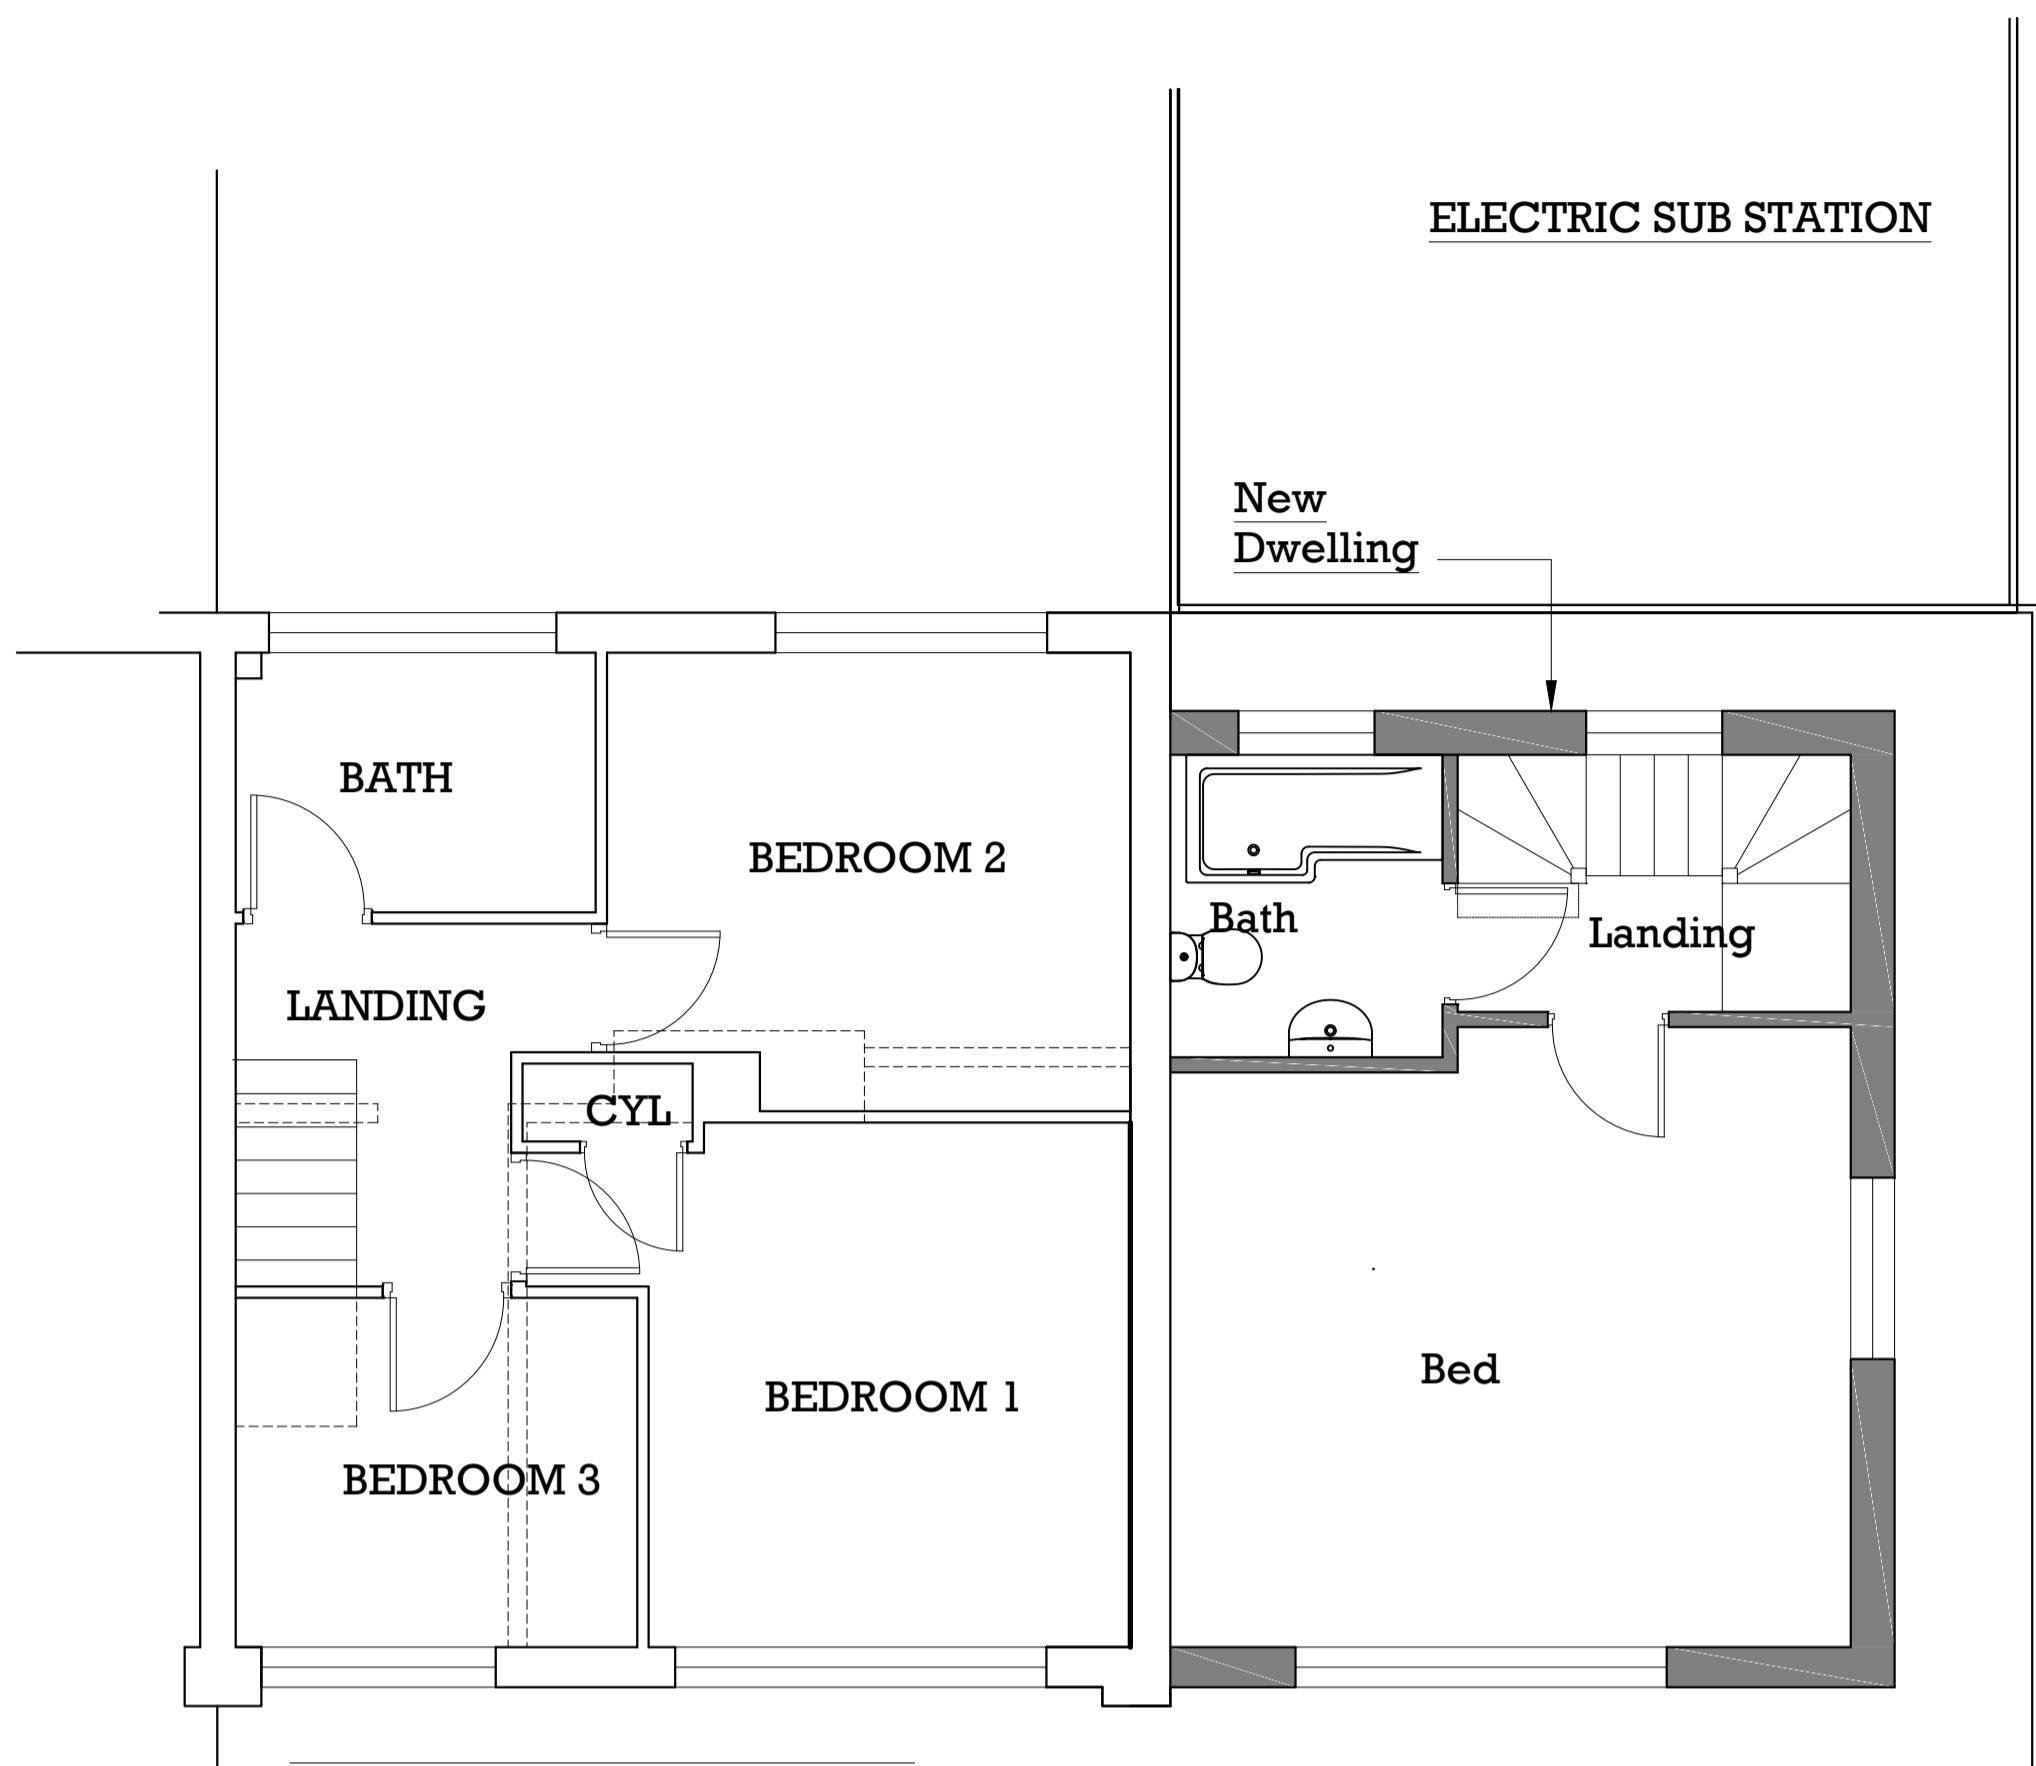 ELECTRIC SUB STATION
New
Dwelling
BATH
BEDROOM 2
Bath
Landing
LANDING
CYL
Bed
BEDROOM 1
BEDROOM 3